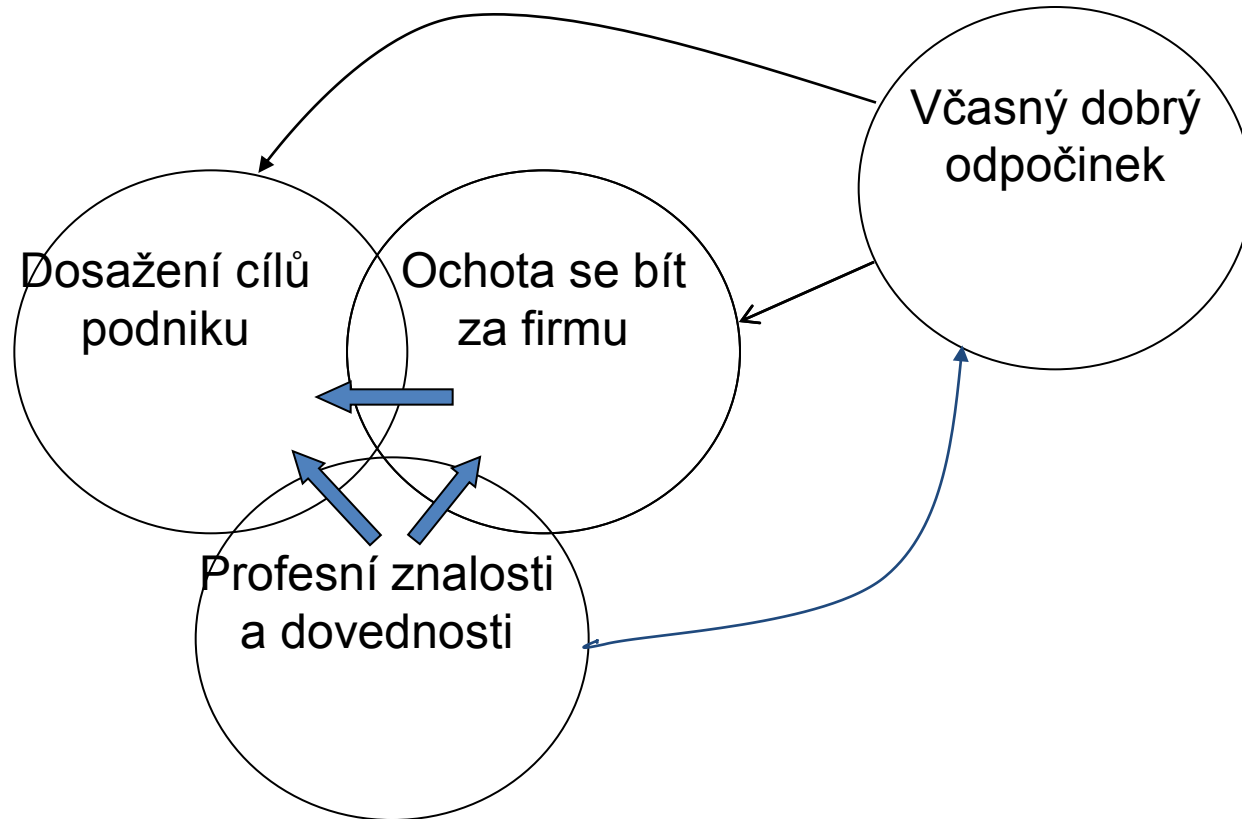 Včasný dobrý
odpočinek
Dosažení cílů
podniku
Ochota se bít
za firmu
Profesní znalosti
a dovednosti